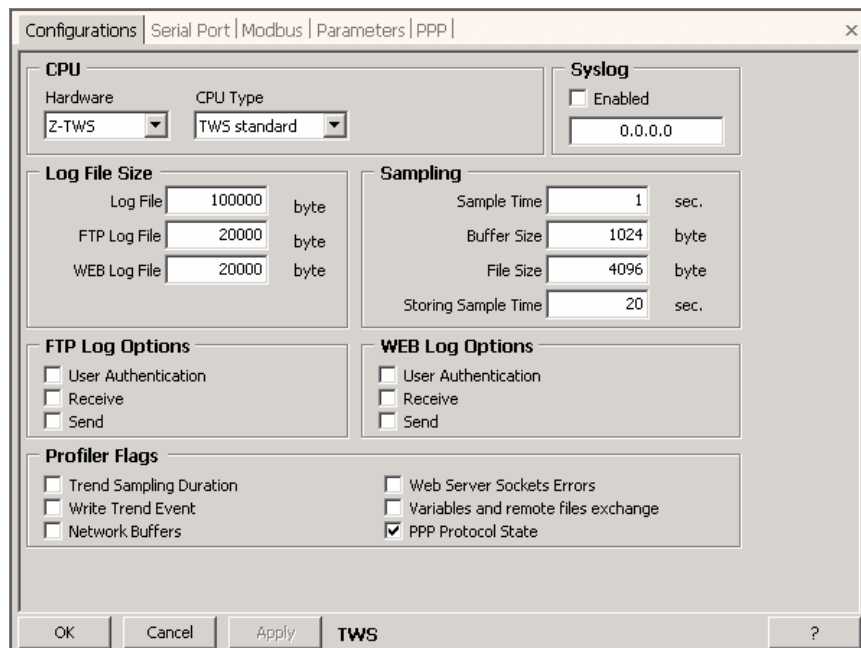 Configurations | Serial Port | Modbus | Parameters | PPP |
CPU
Hardware
CPU Type
Z-TWS
TWS standard
Syslog
Enabled
0.0.0.0
Log File Size
Log File 100000 byte
FTP Log File 20000 byte
WEB Log File 20000 byte
Sampling
Sample Time 1 sec.
Buffer Size 1024 byte
File Size 4096 byte
Storing Sample Time 20 sec.
FTP Log Options
User Authentication
Receive
Send
WEB Log Options
User Authentication
Receive
Send
Profiler Flags
Trend Sampling Duration
Write Trend Event
Network Buffers
Web Server Sockets Errors
Variables and remote files exchange
PPP Protocol State
OK Cancel Apply TWS ?